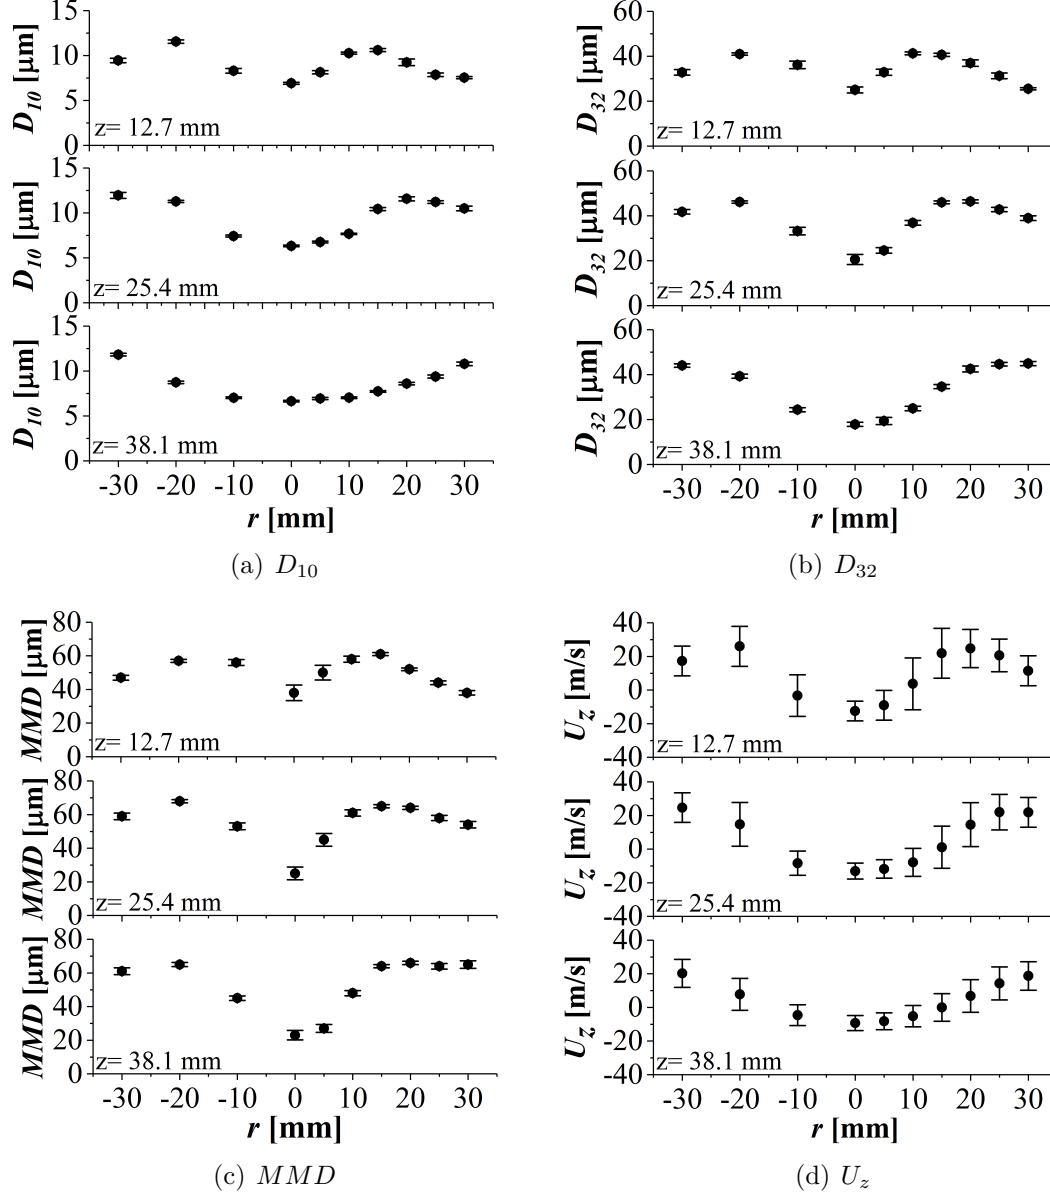 15
10
5
0
D10 [µm]
z= 12.7 mm
15
10
5
0
D10 [µm]
z= 25.4 mm
15
10
5
0
D10 [µm]
z= 38.1 mm
-30 -20 -10 0 10 20 30
r [mm]
(a) D10
60
40
20
0
D32 [µm]
z= 12.7 mm
60
40
20
0
D32 [µm]
z= 25.4 mm
60
40
20
0
D32 [µm]
z= 38.1 mm
-30 -20 -10 0 10 20 30
r [mm]
(b) D32
80
60
40
20
0
MMD [µm]
z= 12.7 mm
80
60
40
20
0
MMD [µm]
z= 25.4 mm
80
60
40
20
0
MMD [µm]
z= 38.1 mm
-30 -20 -10 0 10 20 30
r [mm]
(c) MMD
40
20
0
-20
-40
Uz [m/s]
z= 12.7 mm
40
20
0
-20
-40
Uz [m/s]
z= 25.4 mm
40
20
0
-20
-40
Uz [m/s]
z= 38.1 mm
-30 -20 -10 0 10 20 30
r [mm]
(d) Uz